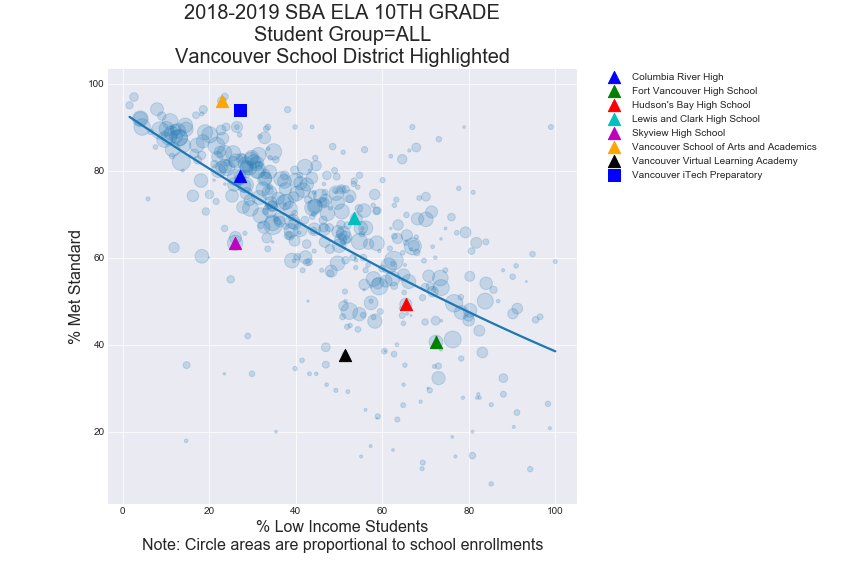 2018-2019 SBA ELA 10TH GRADE
Student Group=ALL
Vancouver School District Highlighted
Columbia River High
Fort Vancouver High School
Hudson's Bay High School
Lewis and Clark High School
Skyview High School
Vancouver School of Arts and Academics
Vancouver Virtual Learning Academy
Vancouver iTech Preparatory
% Met Standard
100
80
60
40
20
0 20 40 60 80 100
% Low Income Students
Note: Circle areas are proportional to school enrollments